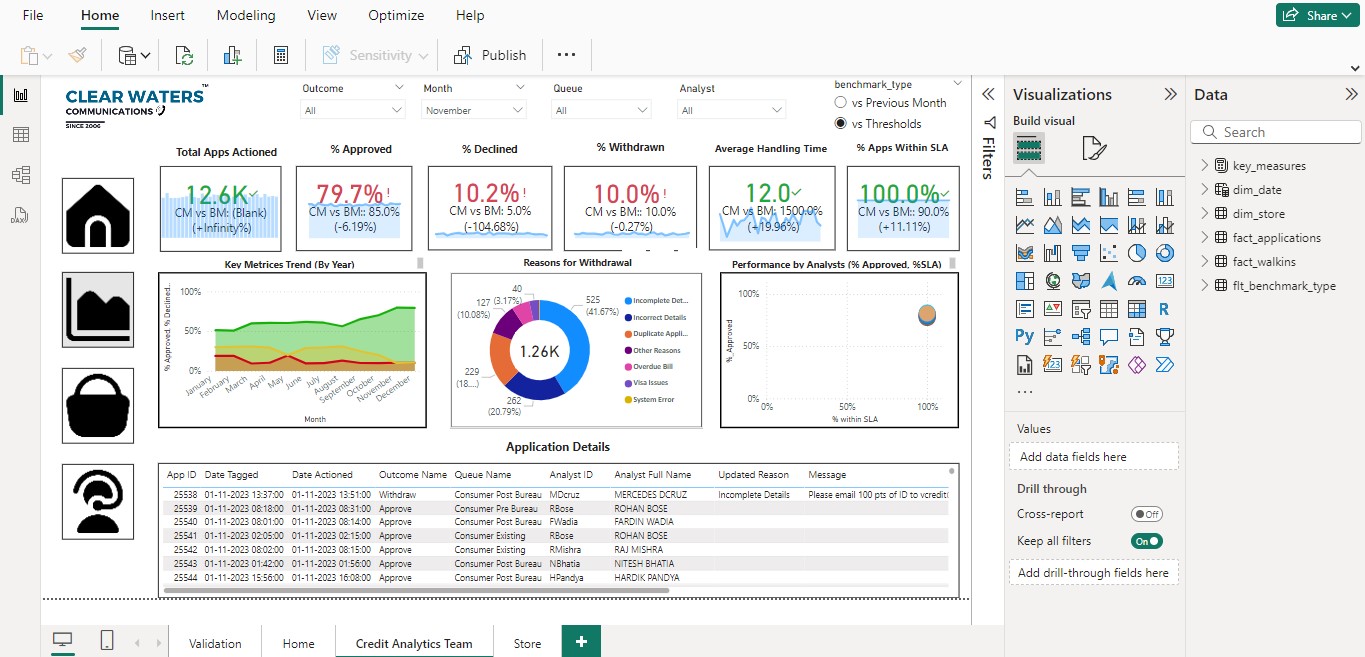 File Home Insert Modeling View Optimize Help Share
Sensitivity Publish ...
CLEAR WATERS™
COMMUNICATIONS
SINCE 2006
Outcome Month Queue Analyst benchmark_type
All November All All vs Previous Month
vs Thresholds
Total Apps Actioned % Approved % Declined % Withdrawn Average Handling Time % Apps Within SLA
12.6K 79.7%! 10.2%! 10.0%! 12.0 100.0%
CM vs BM: (Blank) CM vs BM:: 85.0% CM vs BM:: 5.0% CM vs BM:: 10.0% CM vs BM:: 1500.0% CM vs BM:: 90.0%
(+Infinity%) (-6.19%) (-104.68%) (-0.27%) (+19.96%) (+11.11%)
Key Metrices Trend (By Year)
% Approved, % Declined...
100%
50%
0%
January February March April May June July August September October November December
Month
Reasons for Withdrawal
40
(3.17%)
127
(10.08%)
525
(41.67%)
229
(18....)
262
(20.79%)
1.26K
Incomplete Det...
Incorrect Details
Duplicate Appli...
Other Reasons
Overdue Bill
Visa Issues
System Error
Performance by Analysts (% Approved, %SLA)
%_Approved
100%
50%
0%
0% 50% 100%
% within SLA
Application Details
App ID Date Tagged Date Actioned Outcome Name Queue Name Analyst ID Analyst Full Name Updated Reason Message
25538 01-11-2023 13:37:00 01-11-2023 13:51:00 Withdraw Consumer Post Bureau MDcruz MERCEDES DCRUZ Incomplete Details Please email 100 pts of ID to vcredit
25539 01-11-2023 08:18:00 01-11-2023 08:31:00 Approve Consumer Pre Bureau RBose ROHAN BOSE
25540 01-11-2023 08:01:00 01-11-2023 08:14:00 Approve Consumer Post Bureau FWadia FARDIN WADIA
25541 01-11-2023 02:05:00 01-11-2023 02:15:00 Approve Consumer Existing RBose ROHAN BOSE
25542 01-11-2023 08:02:00 01-11-2023 08:15:00 Approve Consumer Existing RMishra RAJ MISHRA
25543 01-11-2023 01:42:00 01-11-2023 01:56:00 Approve Consumer Post Bureau NBhatia NITESH BHATIA
25544 01-11-2023 15:56:00 01-11-2023 16:08:00 Approve Consumer Post Bureau HPandya HARDIK PANDYA
Validation Home Credit Analytics Team Store +
Filters
DAX
Visualizations
Build visual
123
R
Py
...
Values
Add data fields here
Drill through
Cross-report Off
Keep all filters On
Add drill-through fields here
Data
Search
key_measures
dim_date
dim_store
fact_applications
fact_walkins
flt_benchmark_type